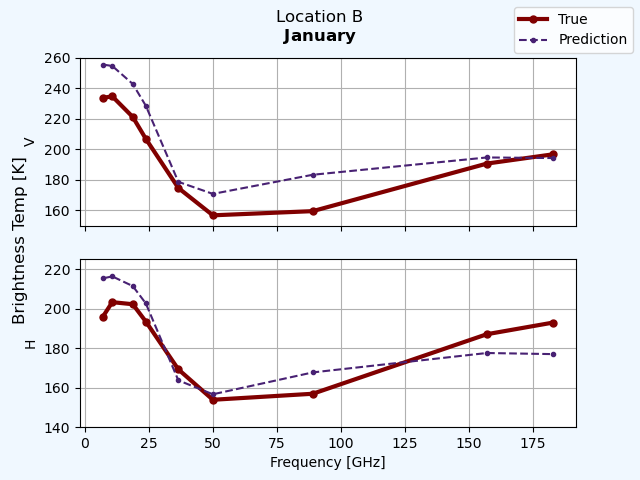 Location B
January
True
Prediction
Brightness Temp [K]
V
260
240
220
200
180
160
H
220
200
180
160
140
0
25
50
75
100
125
150
175
Frequency [GHz]